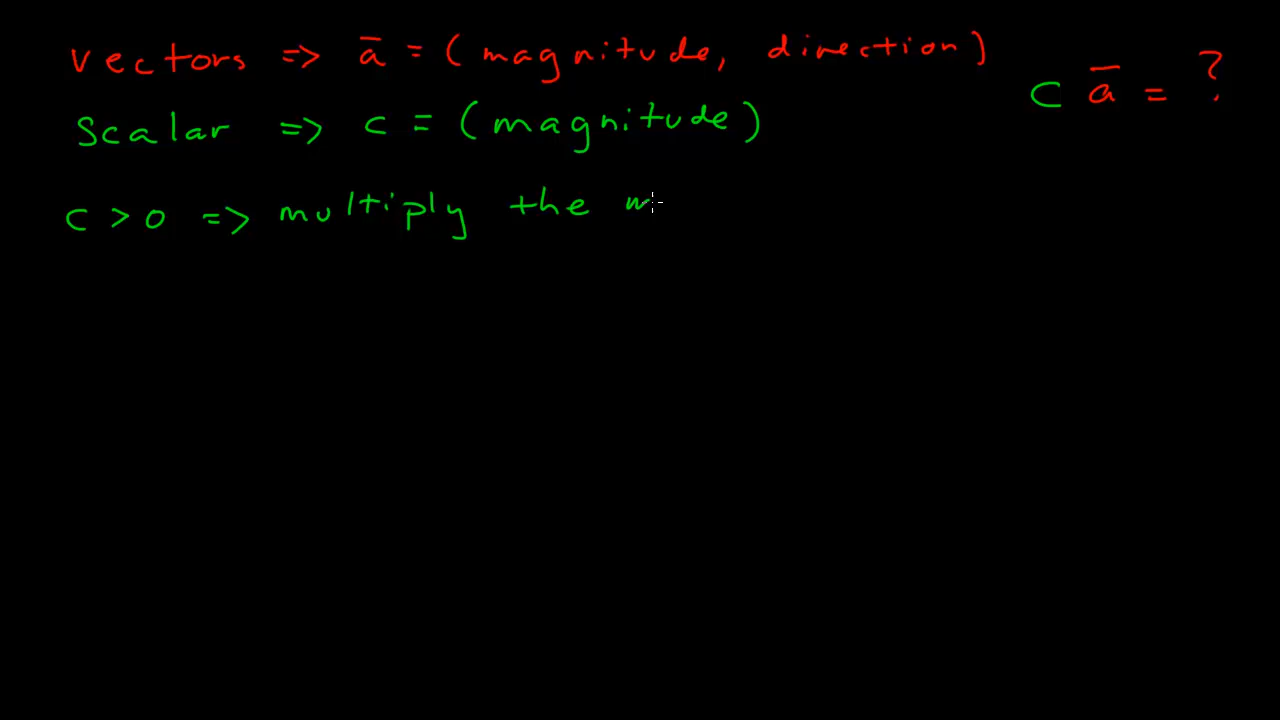 vectors => a̅ = (magnitude, direction)
c a̅ = ?
Scalar => c = (magnitude)
c > 0 => multiply the